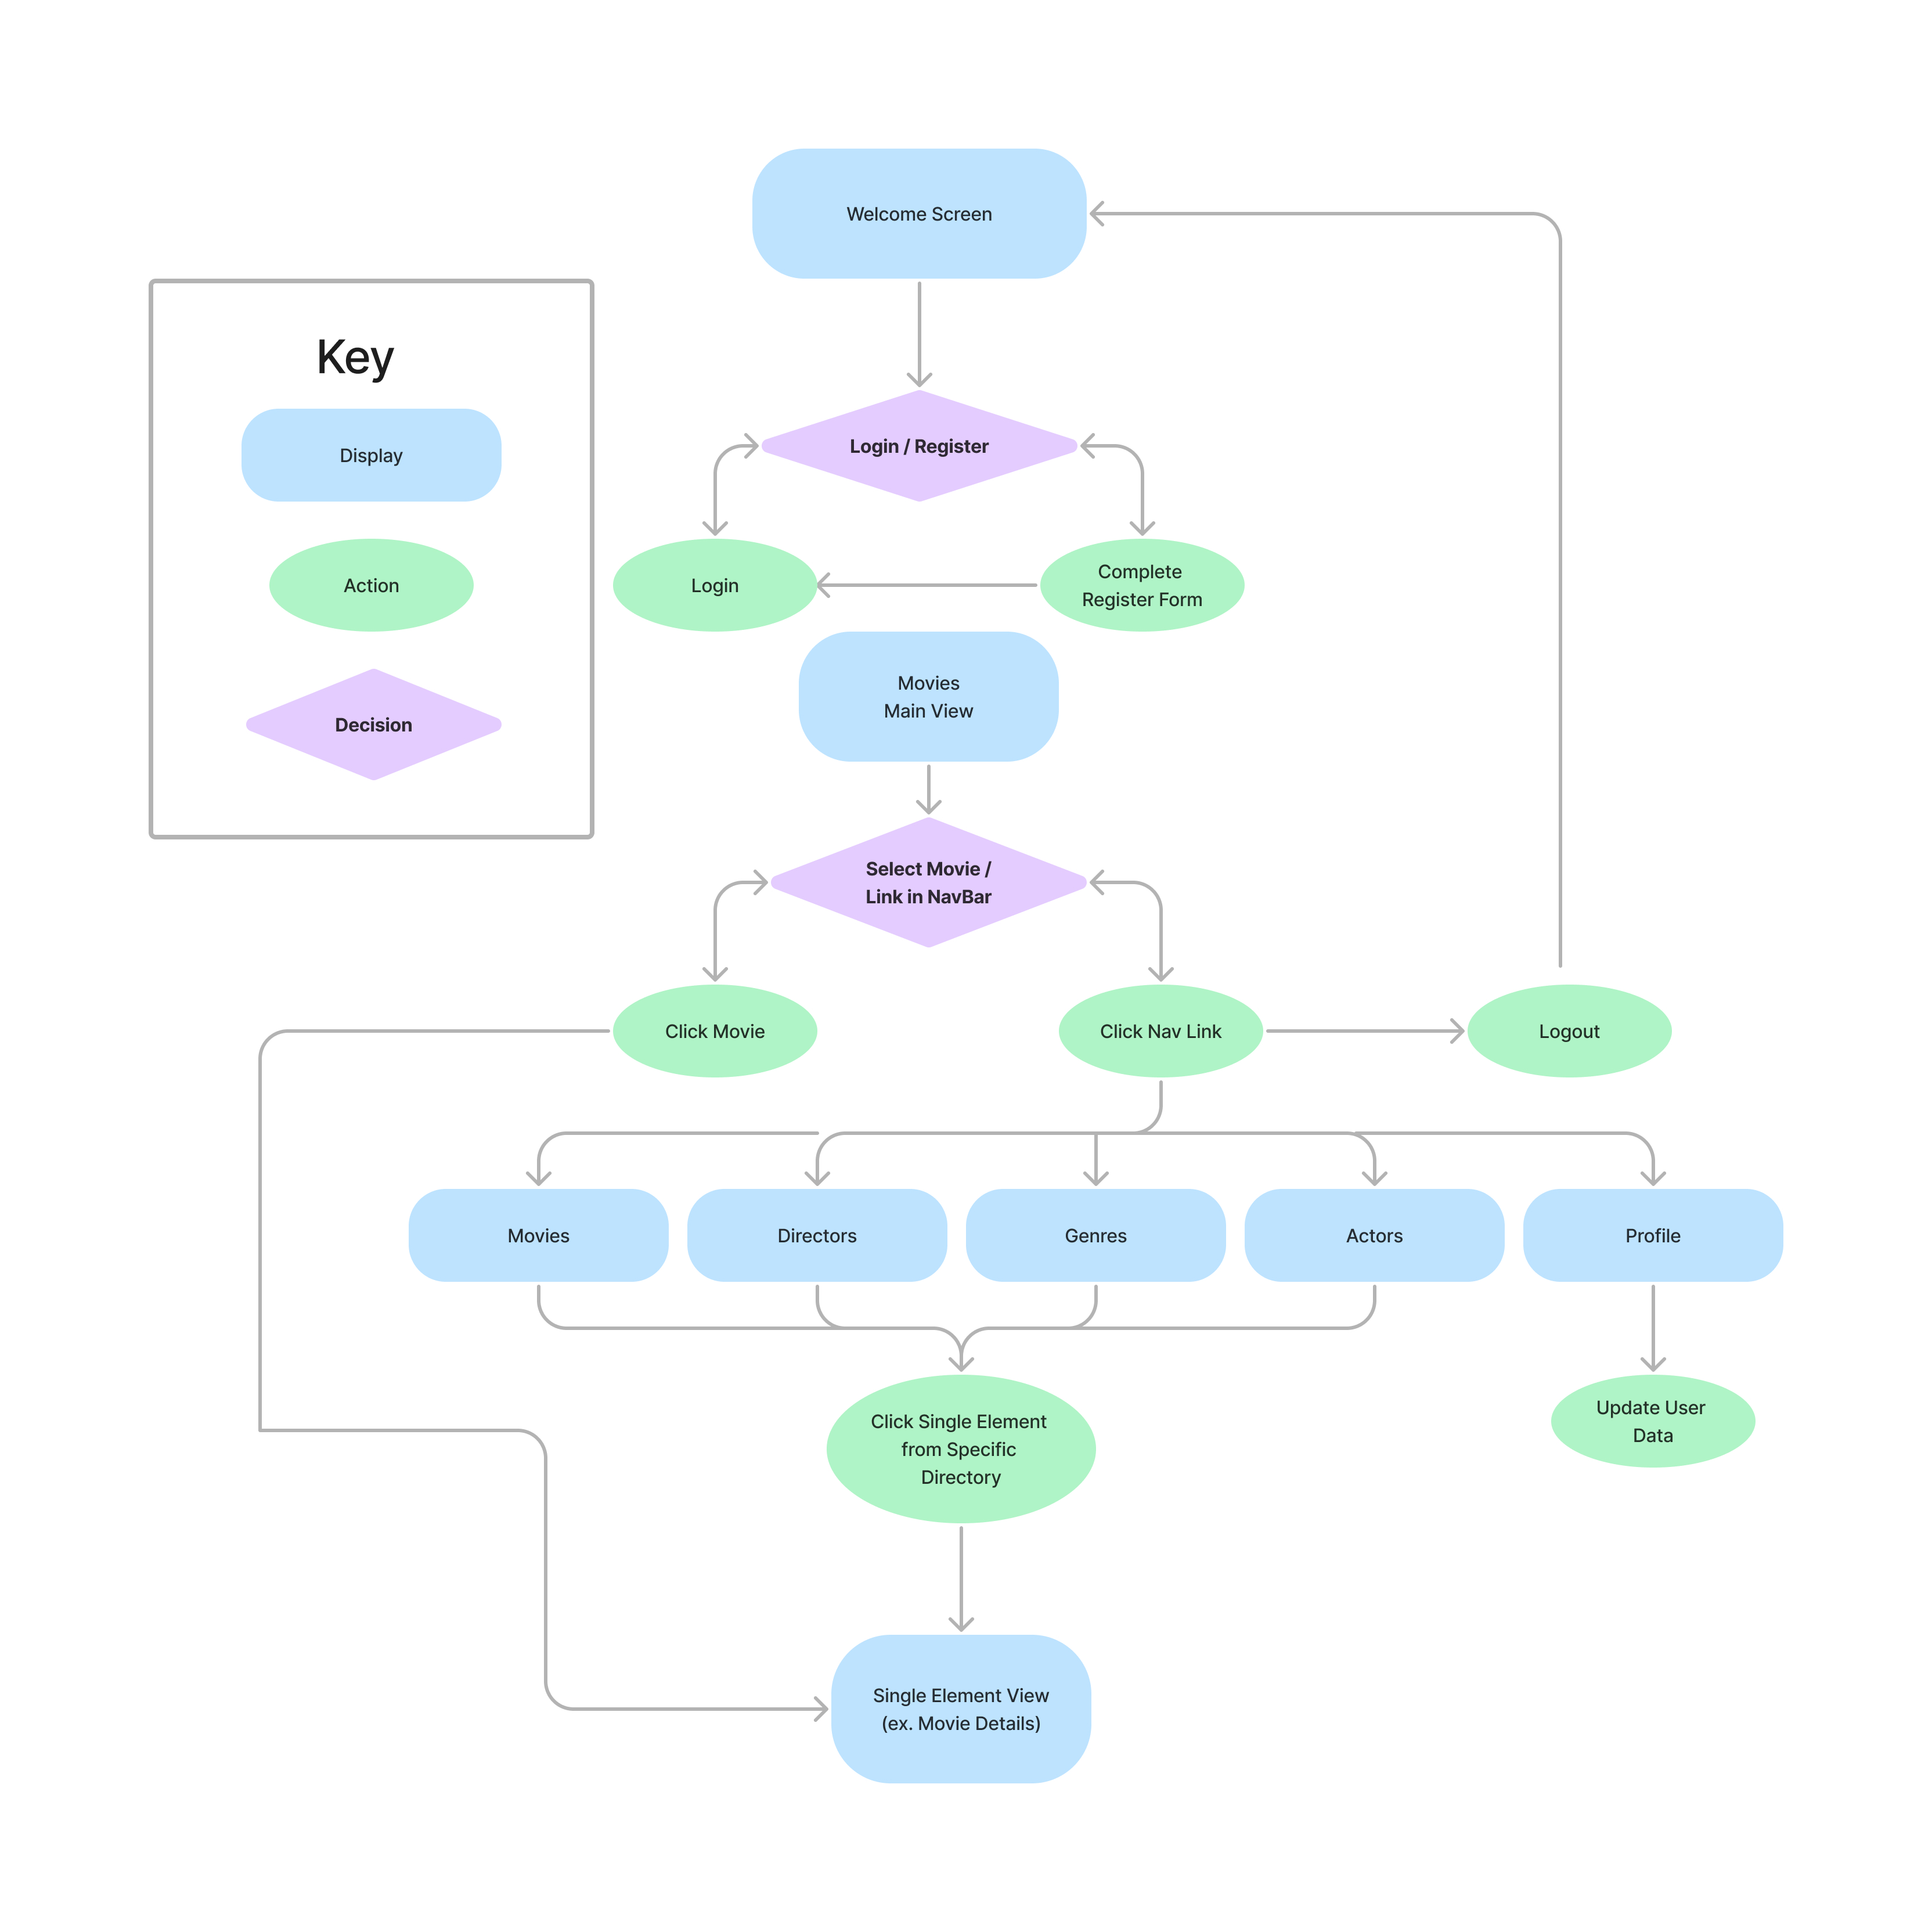 Welcome Screen
Key
Display
Action
Decision
Login / Register
Login
Complete
Register Form
Movies
Main View
Select Movie /
Link in NavBar
Click Movie
Click Nav Link
Logout
Movies
Directors
Genres
Actors
Profile
Click Single Element
from Specific
Directory
Update User
Data
Single Element View
(ex. Movie Details)